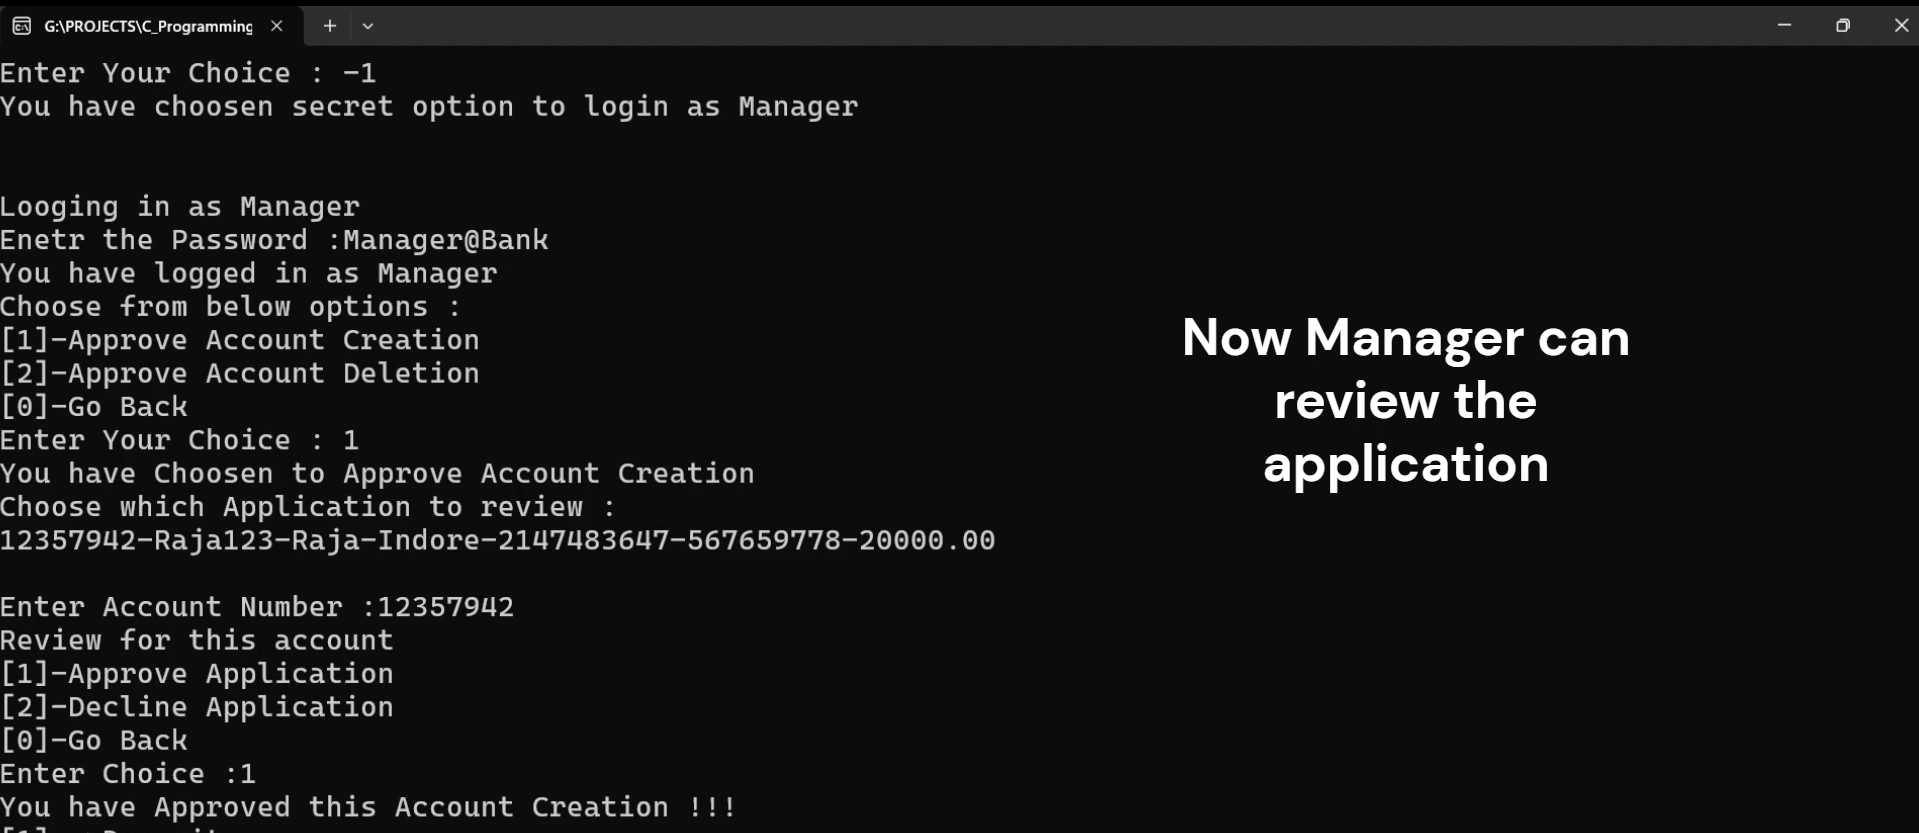 G:\PROJECTS\C_Programming
Enter Your Choice : -1
You have choosen secret option to login as Manager
Looging in as Manager
Enetr the Password :Manager@Bank
You have logged in as Manager
Choose from below options :
[1]-Approve Account Creation
[2]-Approve Account Deletion
[0]-Go Back
Enter Your Choice : 1
You have Choosen to Approve Account Creation
Choose which Application to review :
12357942-Raja123-Raja-Indore-2147483647-567659778-20000.00
Enter Account Number :12357942
Review for this account
[1]-Approve Application
[2]-Decline Application
[0]-Go Back
Enter Choice :1
You have Approved this Account Creation !!!
Now Manager can
review the
application